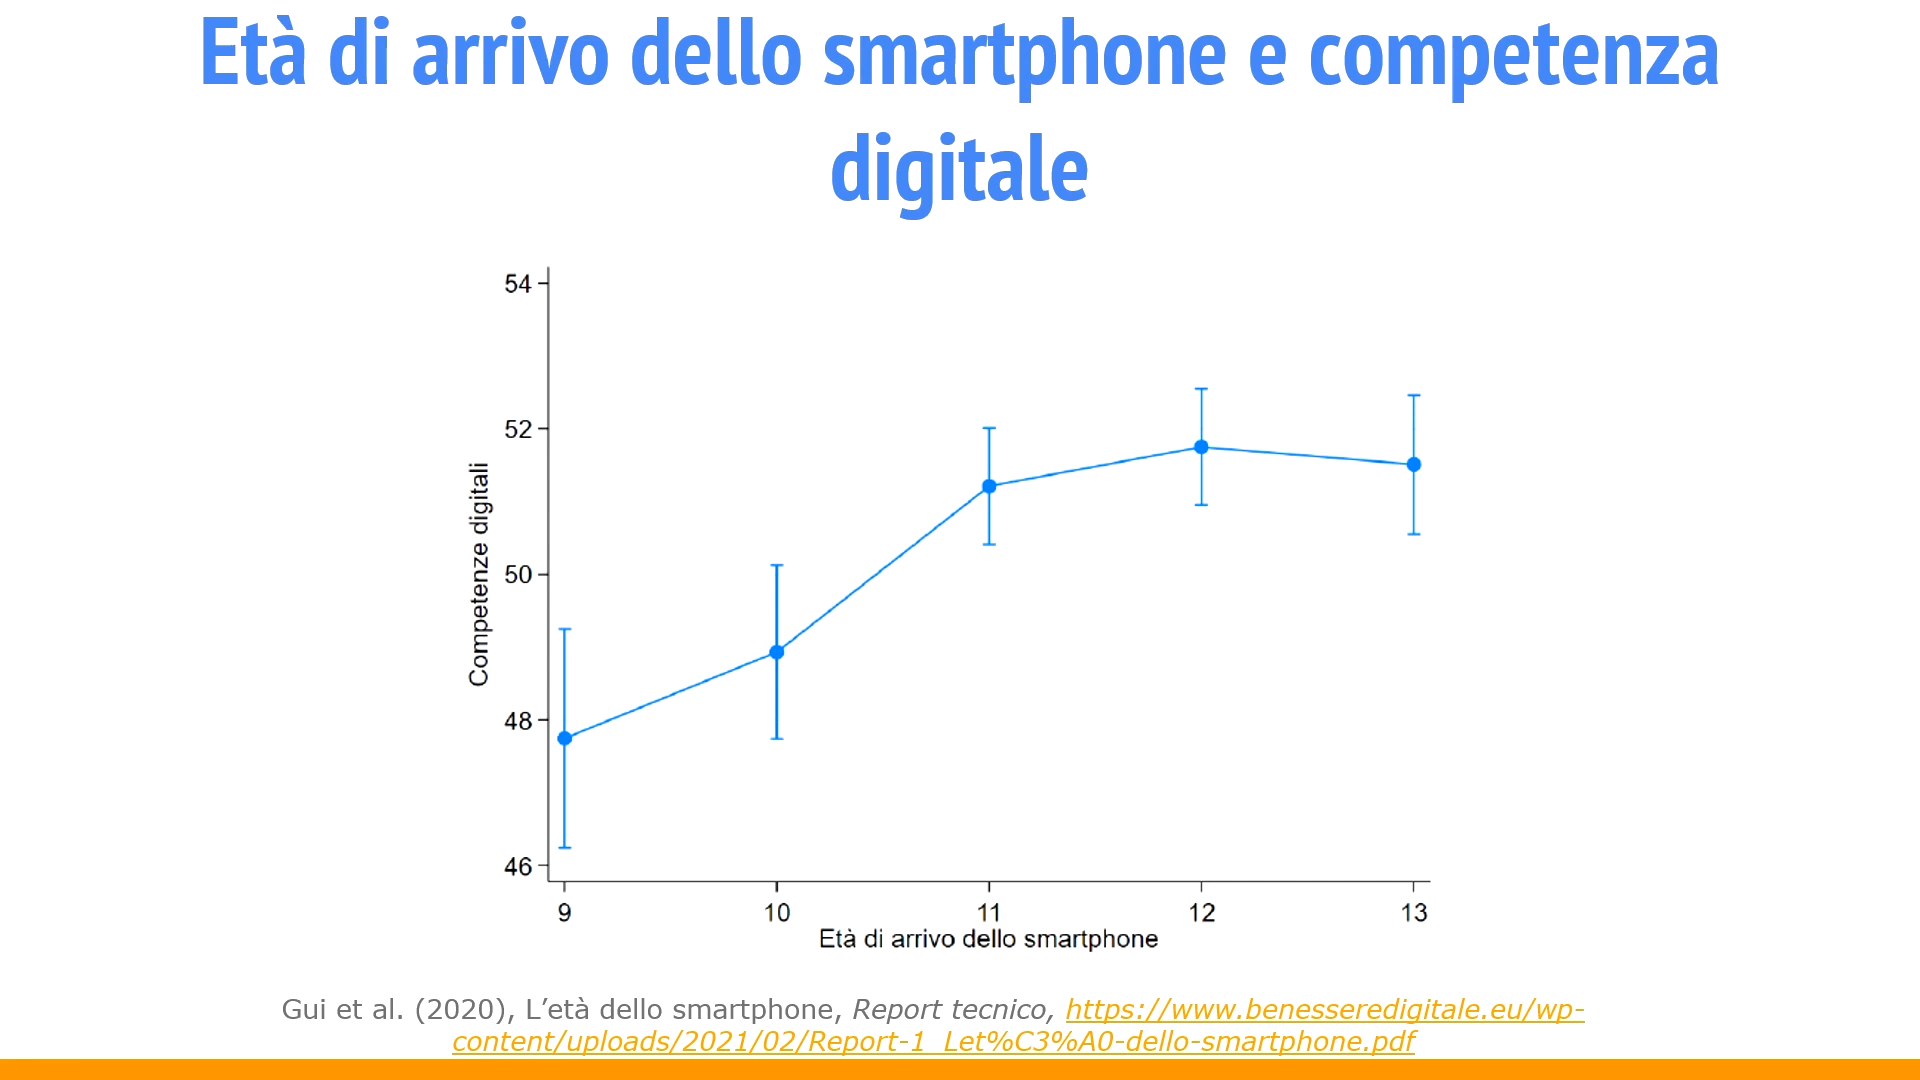 Età di arrivo dello smartphone e competenza
digitale
54
52
50
48
46
Competenze digitali
9 10 11 12 13
Età di arrivo dello smartphone
Gui et al. (2020), L’età dello smartphone, Report tecnico, https://www.benesseredigitale.eu/wp-
content/uploads/2021/02/Report-1_Let%C3%A0-dello-smartphone.pdf